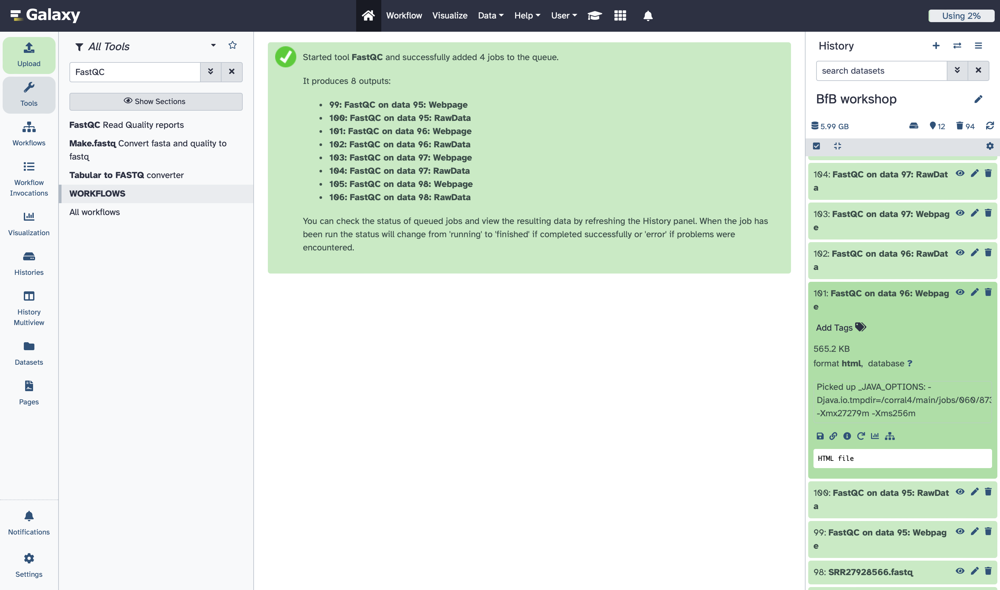 Galaxy
Workflow
Visualize
Data
Help
User
Using 2%
Upload
Tools
Workflows
Workflow
Invocations
Visualization
Histories
History
Multiview
Datasets
Pages
Notifications
Settings
All Tools
FastQC
Show Sections
FastQC Read Quality reports
Make.fastq Convert fasta and quality to
fastq
Tabular to FASTQ converter
WORKFLOWS
All workflows
Started tool FastQC and successfully added 4 jobs to the queue.
It produces 8 outputs:
99: FastQC on data 95: Webpage
100: FastQC on data 95: RawData
101: FastQC on data 96: Webpage
102: FastQC on data 96: RawData
103: FastQC on data 97: Webpage
104: FastQC on data 97: RawData
105: FastQC on data 98: Webpage
106: FastQC on data 98: RawData
You can check the status of queued jobs and view the resulting data by refreshing the History panel. When the job has
been run the status will change from 'running' to 'finished' if completed successfully or 'error' if problems were
encountered.
History
search datasets
BfB workshop
5.99 GB
12
94
104: FastQC on data 97: RawDat
a
103: FastQC on data 97: Webpag
e
102: FastQC on data 96: RawDat
a
101: FastQC on data 96: Webpag
e
Add Tags
565.2 KB
format html, database ?
Picked up _JAVA_OPTIONS: -
Djava.io.tmpdir=/corral4/main/jobs/060/873
-Xmx27279m -Xms256m
HTML file
100: FastQC on data 95: RawDat
a
99: FastQC on data 95: Webpag
e
98: SRR27928566.fastq